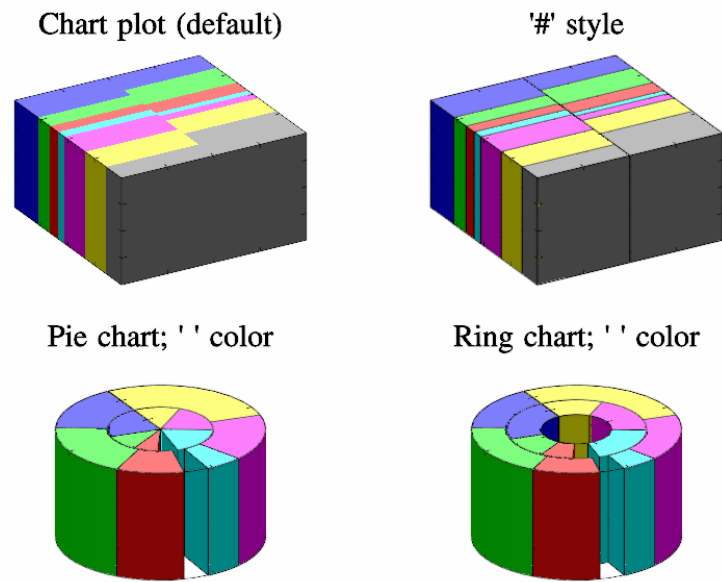 Chart plot (default)
'#' style
Pie chart; ' ' color
Ring chart; ' ' color